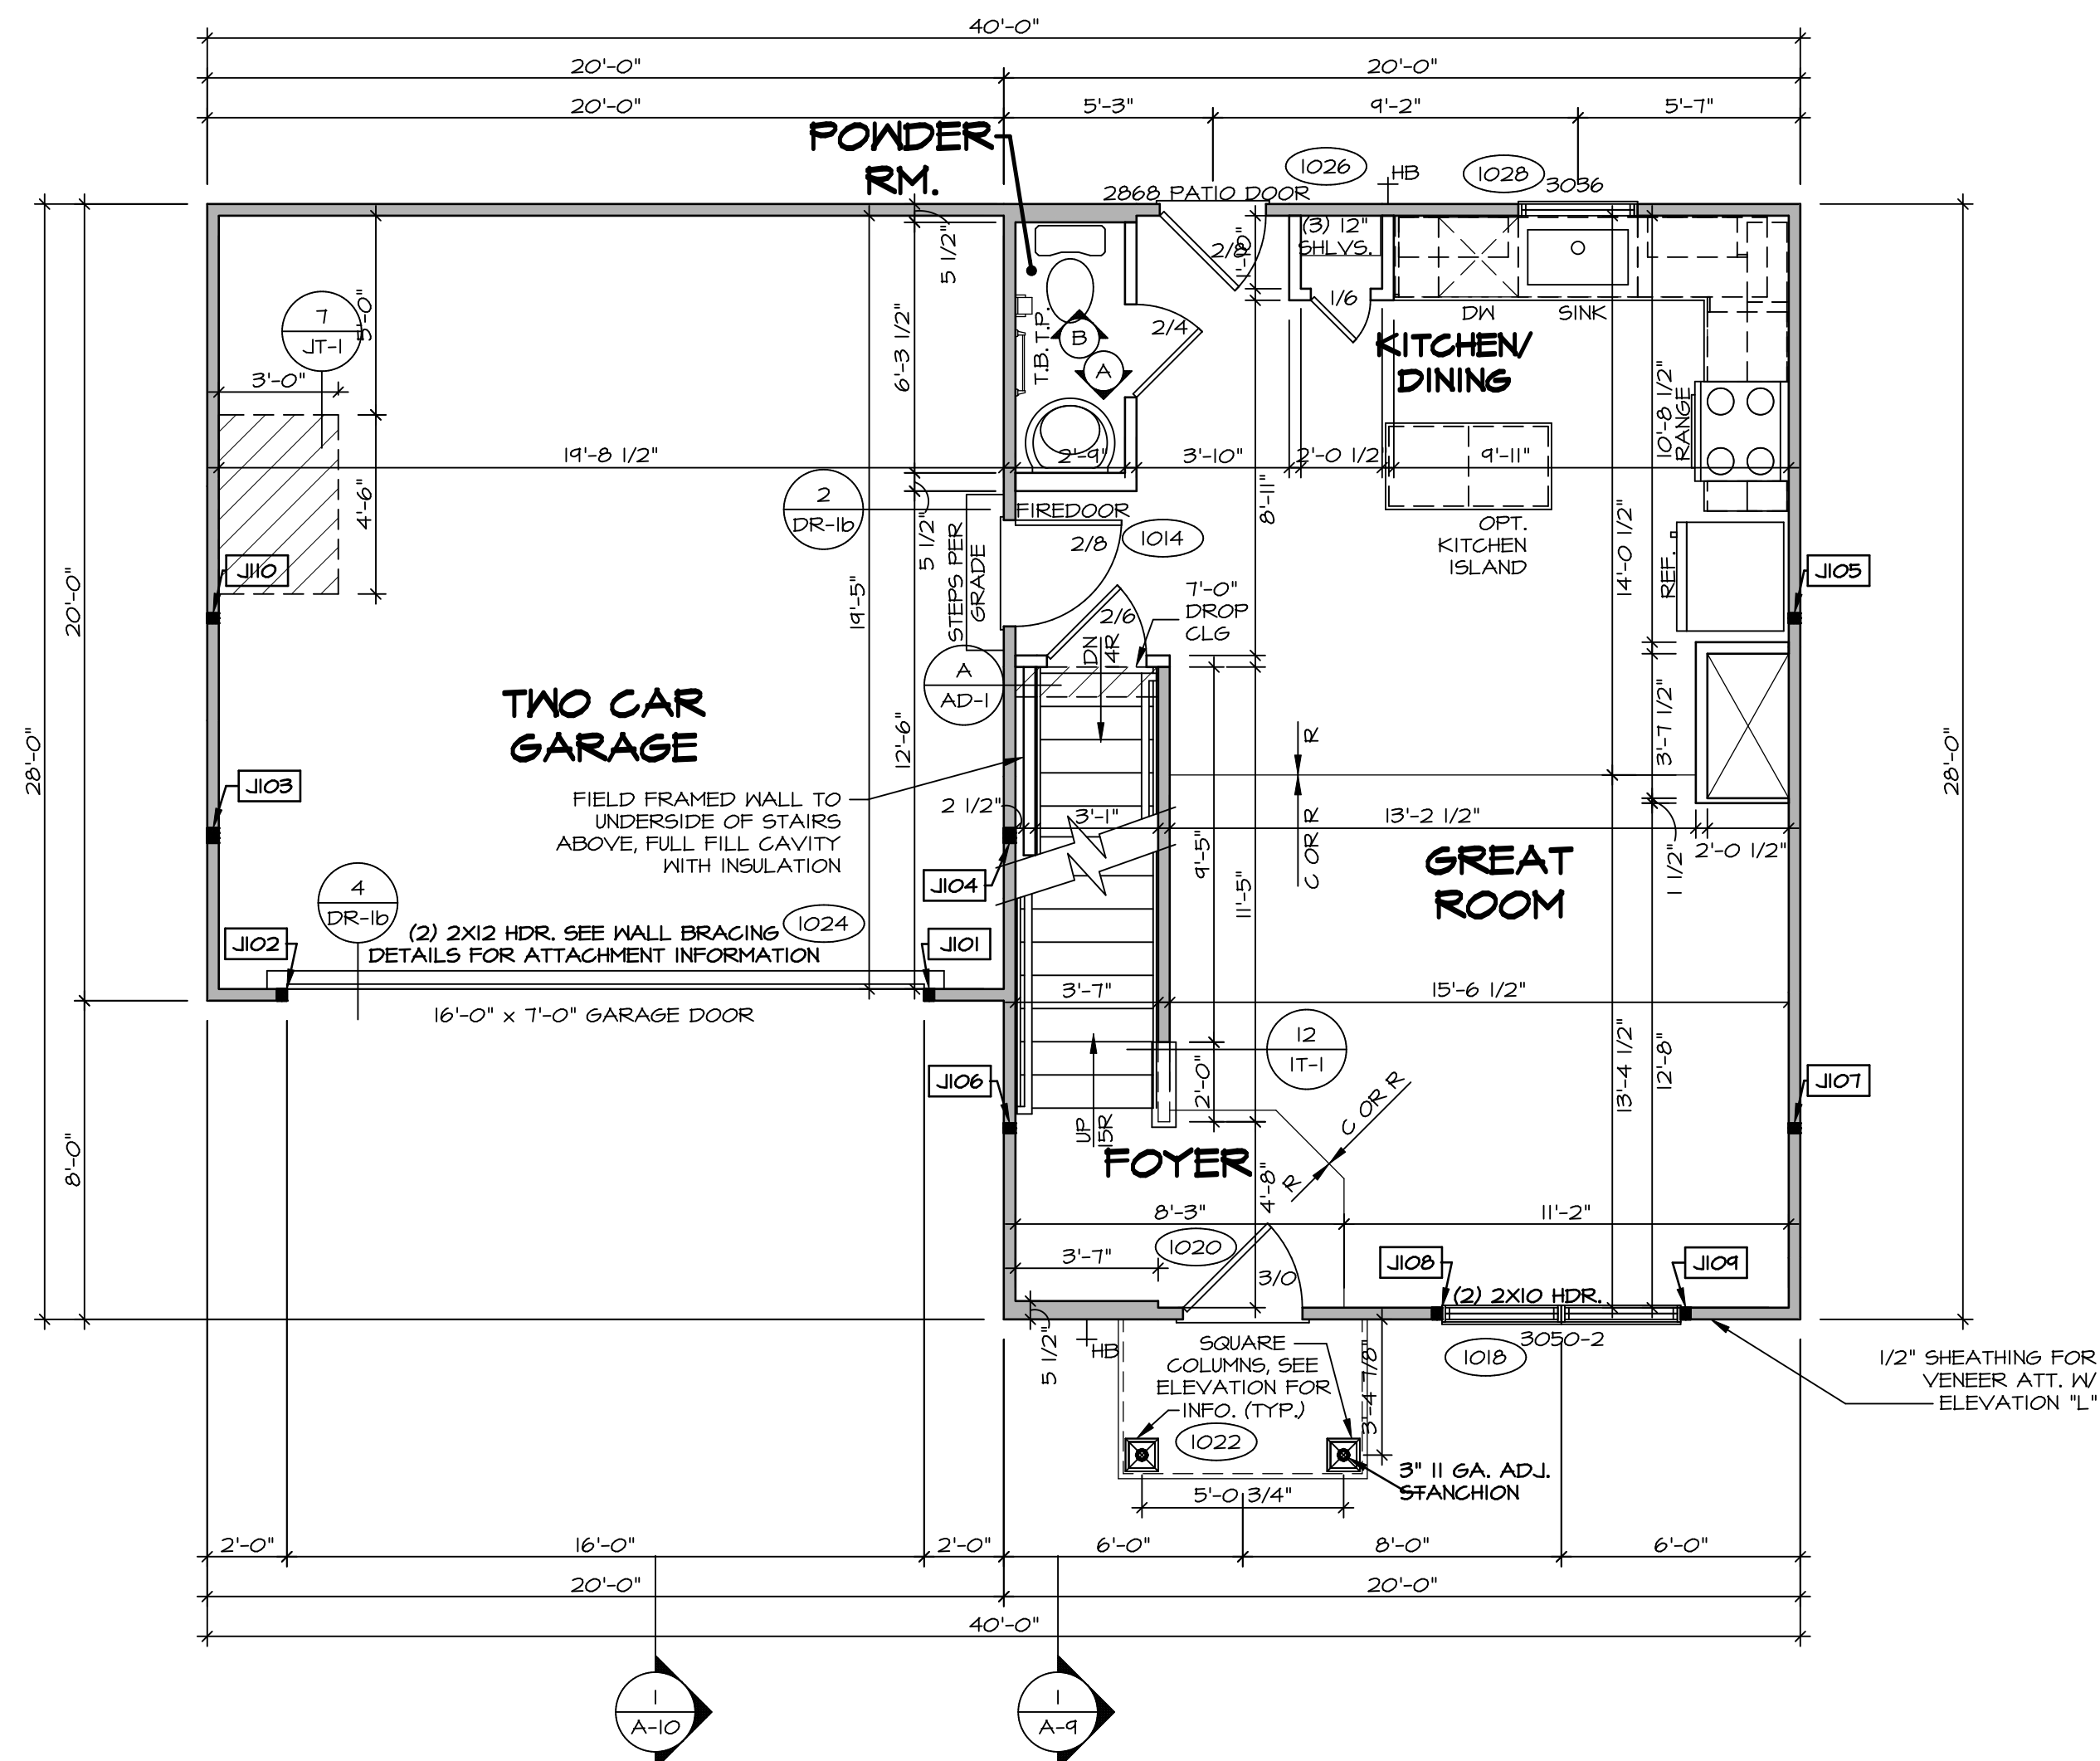 40'-0"
20'-0"
20'-0"
20'-0"
5'-3"
9'-2"
5'-7"
POWDER
RM.
1026
HB
1028
3036
2868 PATIO DOOR
5 1/2"
2/8
1'-8"
(3) 12"
SHLVS.
1/6
DW
SINK
7
JT-1
5'-0"
3'-0"
6'-3 1/2"
T.B. T.P.
B
A
2/4
KITCHEN/
DINING
10'-8 1/2"
RANGE
19'-8 1/2"
2'-9"
3'-10"
2'-0 1/2"
9'-11"
4'-6"
2
DR-1b
8'-11"
FIREDOOR
2/8
1014
5 1/2"
STEPS PER
GRADE
OPT.
KITCHEN
ISLAND
14'-0 1/2"
REF.
J110
J105
20'-0"
19'-5"
2/6
7'-0"
DROP
CLG
DN
14R
A
AD-1
TWO CAR
GARAGE
12'-6"
28'-0"
28'-0"
R
C OR R
3'-7 1/2"
J103
FIELD FRAMED WALL TO
UNDERSIDE OF STAIRS
ABOVE, FULL FILL CAVITY
WITH INSULATION
2 1/2"
3'-1"
13'-2 1/2"
2'-0 1/2"
1 1/2"
9'-5"
11'-5"
GREAT
ROOM
J104
4
DR-1b
1024
(2) 2X12 HDR. SEE WALL BRACING
DETAILS FOR ATTACHMENT INFORMATION
J102
J101
16'-0" x 7'-0" GARAGE DOOR
3'-7"
15'-6 1/2"
12
IT-1
13'-4 1/2"
12'-8"
J106
2'-0"
J107
UP
15R
C OR R
R
FOYER
8'-0"
4'-8"
8'-3"
11'-2"
3'-7"
1020
3/0
J108
J109
(2) 2X10 HDR.
3050-2
1018
5 1/2"
HB
SQUARE
COLUMNS, SEE
ELEVATION FOR
INFO. (TYP.)
3'-4 7/8"
1/2" SHEATHING FOR
VENEER ATT. W/
ELEVATION "L"
1022
3" 11 GA. ADJ.
STANCHION
5'-0 3/4"
2'-0"
16'-0"
2'-0"
6'-0"
8'-0"
6'-0"
20'-0"
20'-0"
40'-0"
1
A-10
1
A-9